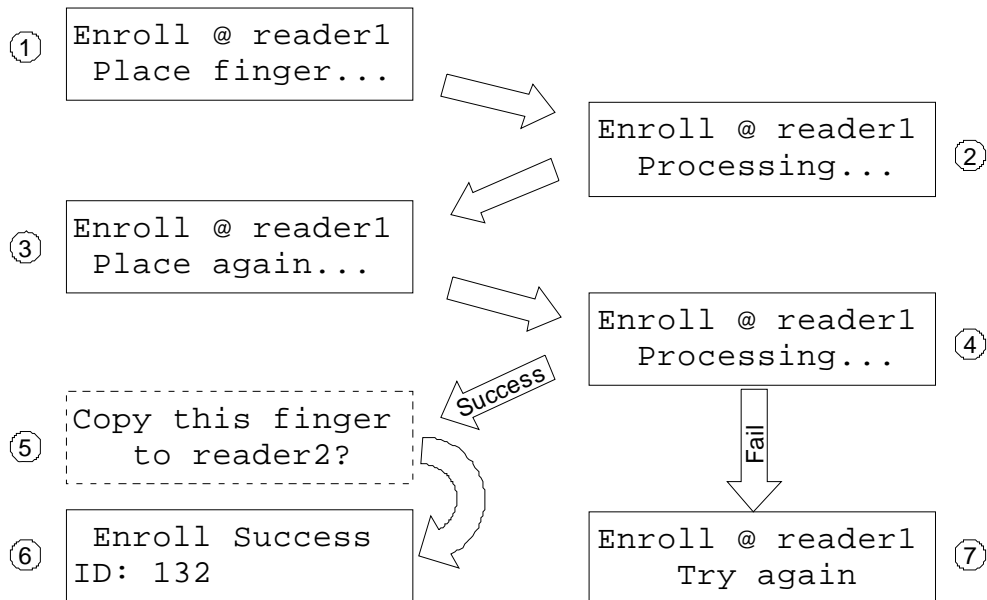 1
Enroll @ reader1
Place finger...
Enroll @ reader1
Processing...
2
3
Enroll @ reader1
Place again...
Enroll @ reader1
Processing...
4
Success
Fail
5
Copy this finger
to reader2?
6
Enroll Success
ID: 132
Enroll @ reader1
Try again
7